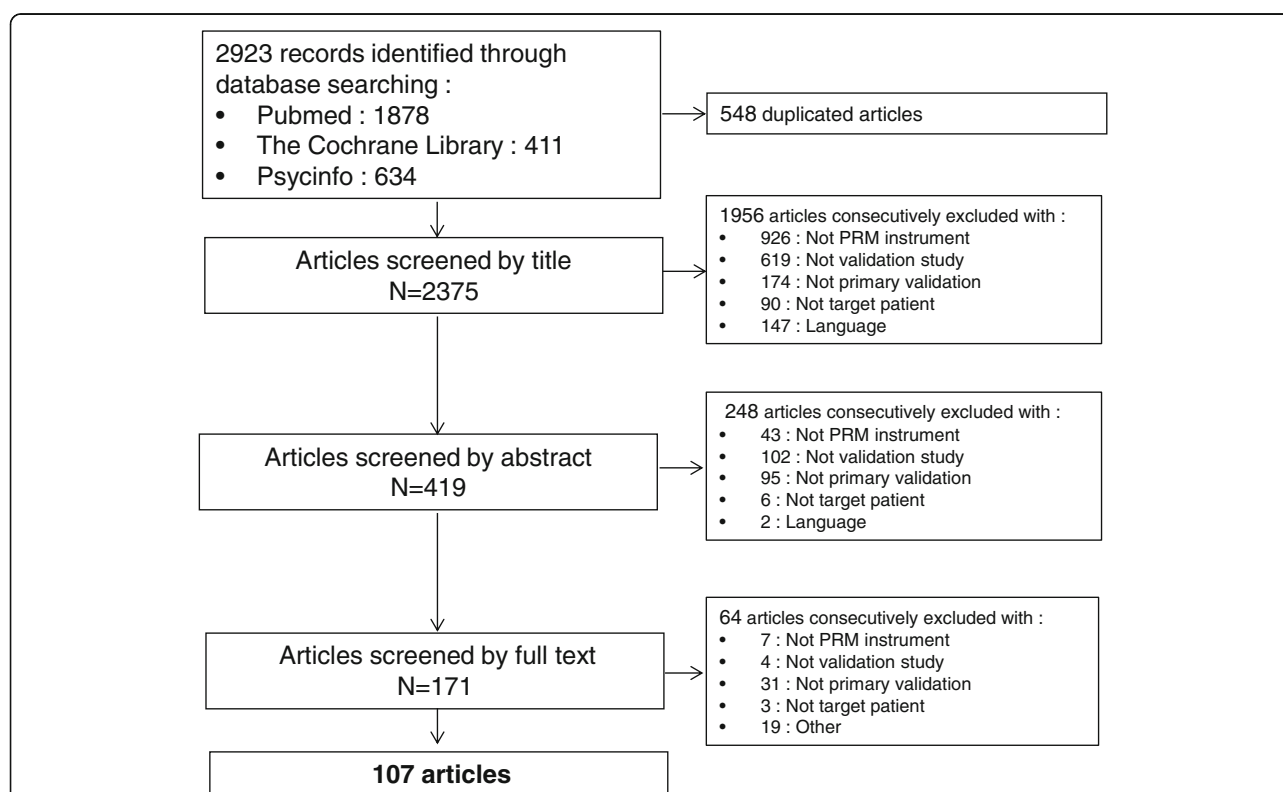 2923 records identified through
database searching :
• Pubmed : 1878
• The Cochrane Library : 411
• Psycinfo : 634
548 duplicated articles
Articles screened by title
N=2375
1956 articles consecutively excluded with :
• 926 : Not PRM instrument
• 619 : Not validation study
• 174 : Not primary validation
• 90 : Not target patient
• 147 : Language
Articles screened by abstract
N=419
248 articles consecutively excluded with :
• 43 : Not PRM instrument
• 102 : Not validation study
• 95 : Not primary validation
• 6 : Not target patient
• 2 : Language
Articles screened by full text
N=171
64 articles consecutively excluded with :
• 7 : Not PRM instrument
• 4 : Not validation study
• 31 : Not primary validation
• 3 : Not target patient
• 19 : Other
107 articles